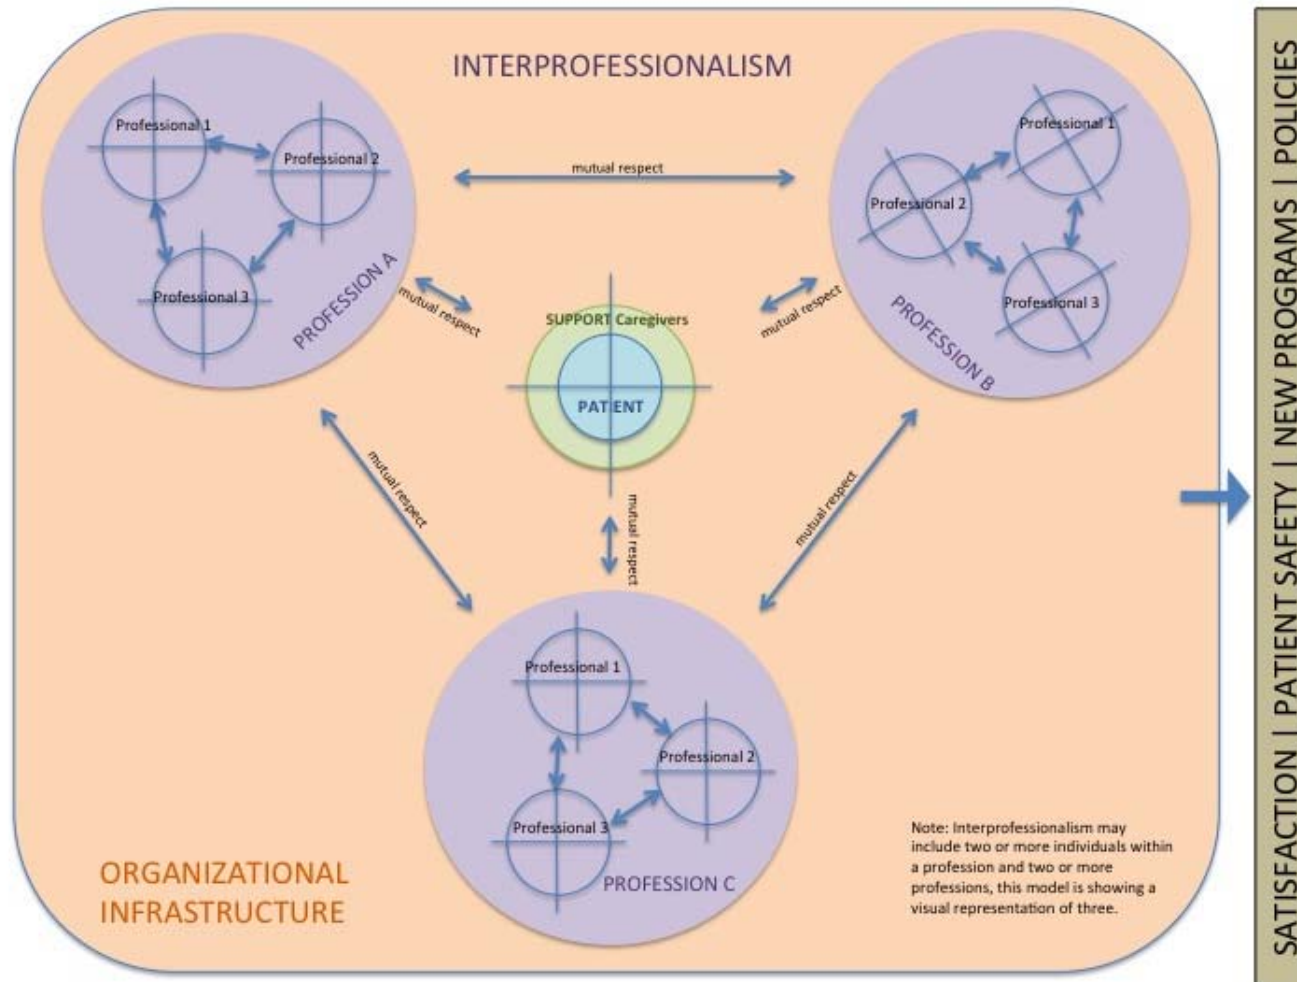 INTERPROFESSIONALISM
Professional 1
Professional 2
Professional 3
PROFESSION A
mutual respect
Professional 1
Professional 2
Professional 3
PROFESSION B
mutual respect
mutual respect
SUPPORT Caregivers
PATIENT
mutual respect
mutual respect
mutual respect
Professional 1
Professional 2
Professional 3
PROFESSION C
ORGANIZATIONAL
INFRASTRUCTURE
Note: Interprofessionalism may
include two or more individuals within
a profession and two or more
professions, this model is showing a
visual representation of three.
SATISFACTION | PATIENT SAFETY | NEW PROGRAMS | POLICIES